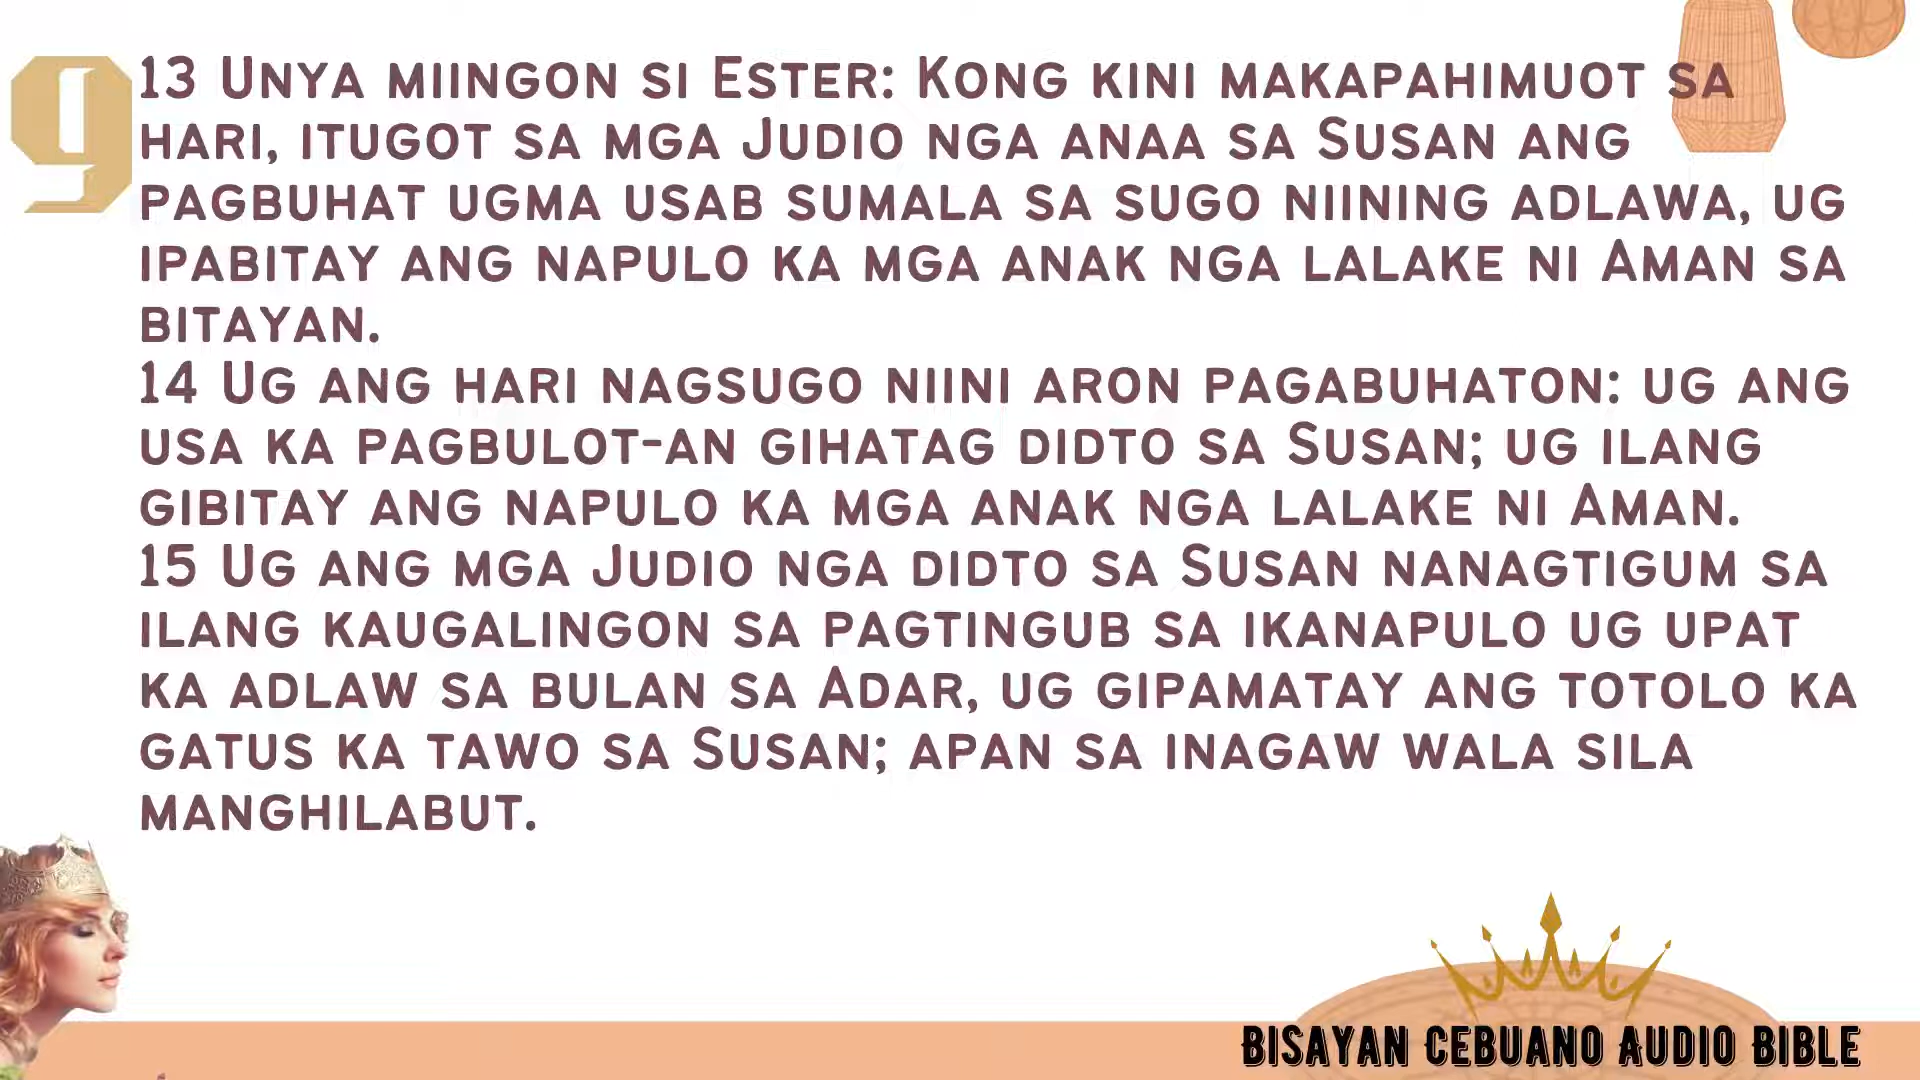 9
13 Unya miingon si Ester: Kong kini makapahimuot sa
hari, itugot sa mga Judio nga anaa sa Susan ang
pagbuhat ugma usab sumala sa sugo niining adlawa, ug
ipabitay ang napulo ka mga anak nga lalake ni Aman sa
bitayan.
14 Ug ang hari nagsugo niini aron pagabuhaton: ug ang
usa ka pagbulot-an gihatag didto sa Susan; ug ilang
gibitay ang napulo ka mga anak nga lalake ni Aman.
15 Ug ang mga Judio nga didto sa Susan nanagtigum sa
ilang kaugalingon sa pagtingub sa ikanapulo ug upat
ka adlaw sa bulan sa Adar, ug gipamatay ang totolo ka
gatus ka tawo sa Susan; apan sa inagaw wala sila
manghilabut.
BISAYAN CEBUANO AUDIO BIBLE